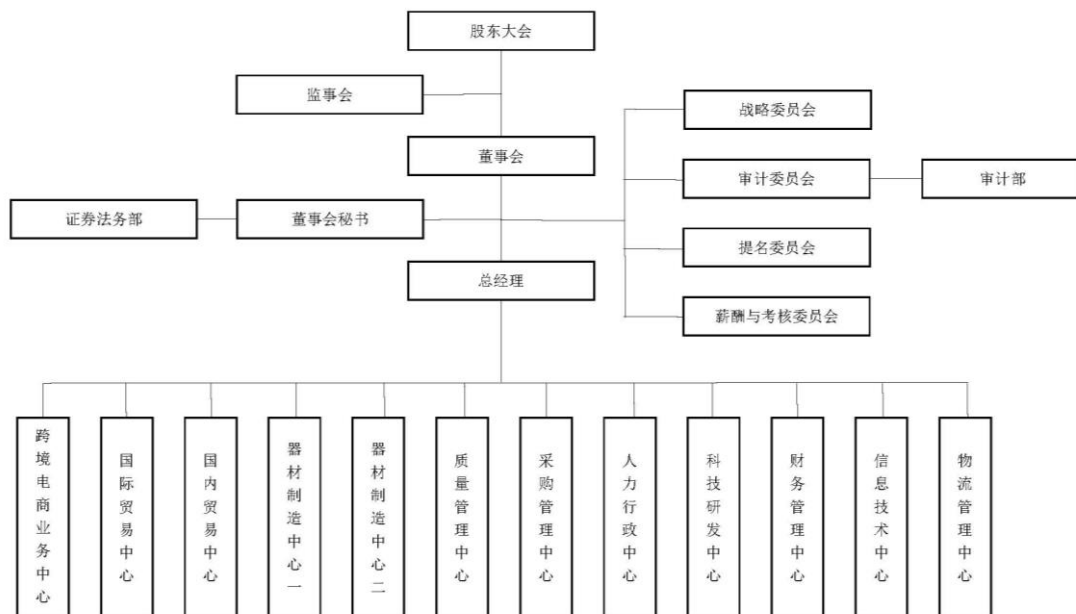 股东大会
监事会
战略委员会
董事会
审计委员会
审计部
证券法务部
董事会秘书
提名委员会
总经理
薪酬与考核委员会
跨境电商业务中心
国际贸易中心
国内贸易中心
器材制造中心一
器材制造中心二
质量管理中心
采购管理中心
人力行政中心
科技研发中心
财务管理中心
信息技术中心
物流管理中心